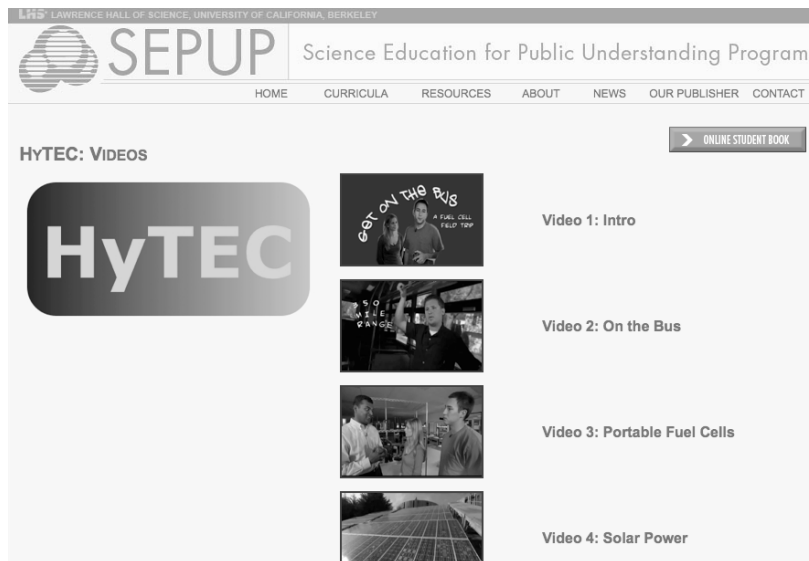 LHS LAWRENCE HALL OF SCIENCE, UNIVERSITY OF CALIFORNIA, BERKELEY
SEPUP
Science Education for Public Understanding Program
HOME CURRICULA RESOURCES ABOUT NEWS OUR PUBLISHER CONTACT
ONLINE STUDENT BOOK
HYTEC: VIDEOS
HyTEC
GET ON THE BUS
A FUEL CELL
FIELD TRIP
Video 1: Intro
350
MILE
RANGE
Video 2: On the Bus
Video 3: Portable Fuel Cells
Video 4: Solar Power